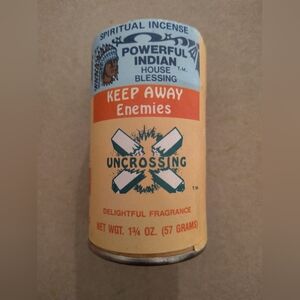 SPIRITUAL INCENSE
POWERFUL
INDIAN TM
HOUSE
BLESSING
KEEP AWAY
Enemies
UNCROSSING
TM
DELIGHTFUL FRAGRANCE
NET WGT. 1¾ OZ. (57 GRAMS)